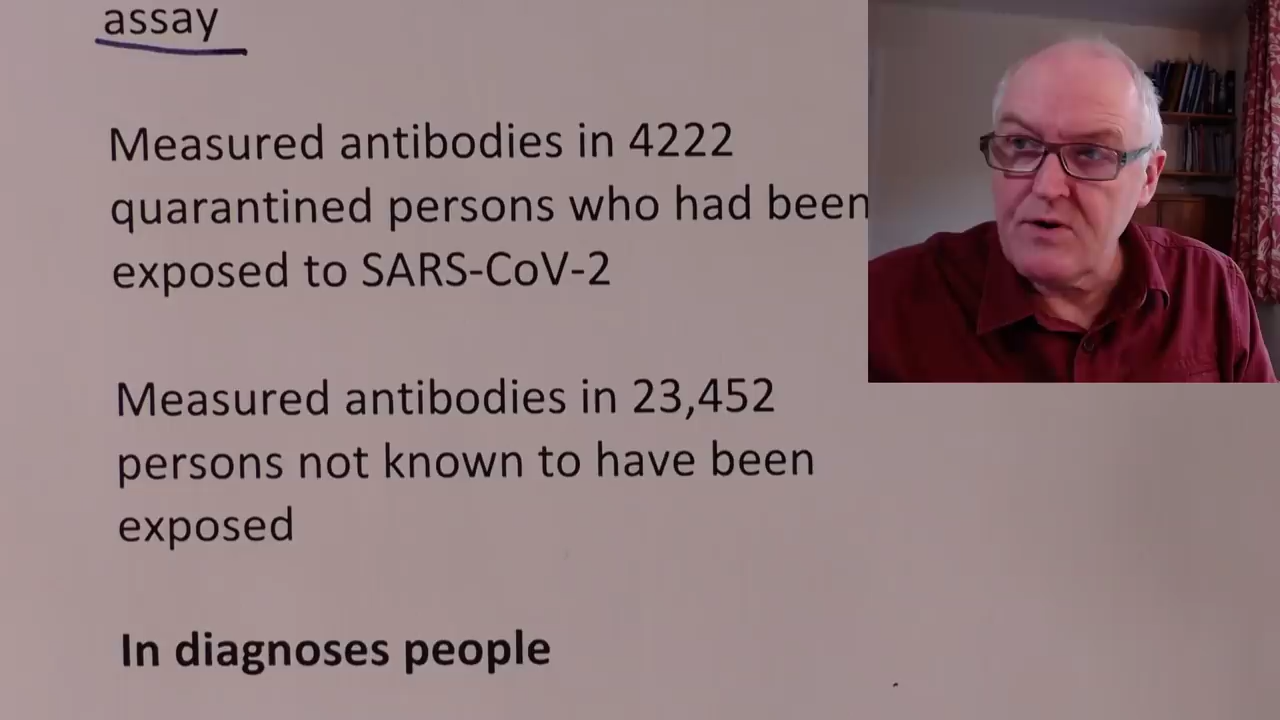 assay
Measured antibodies in 4222
quarantined persons who had been
exposed to SARS-CoV-2
Measured antibodies in 23,452
persons not known to have been
exposed
In diagnoses people